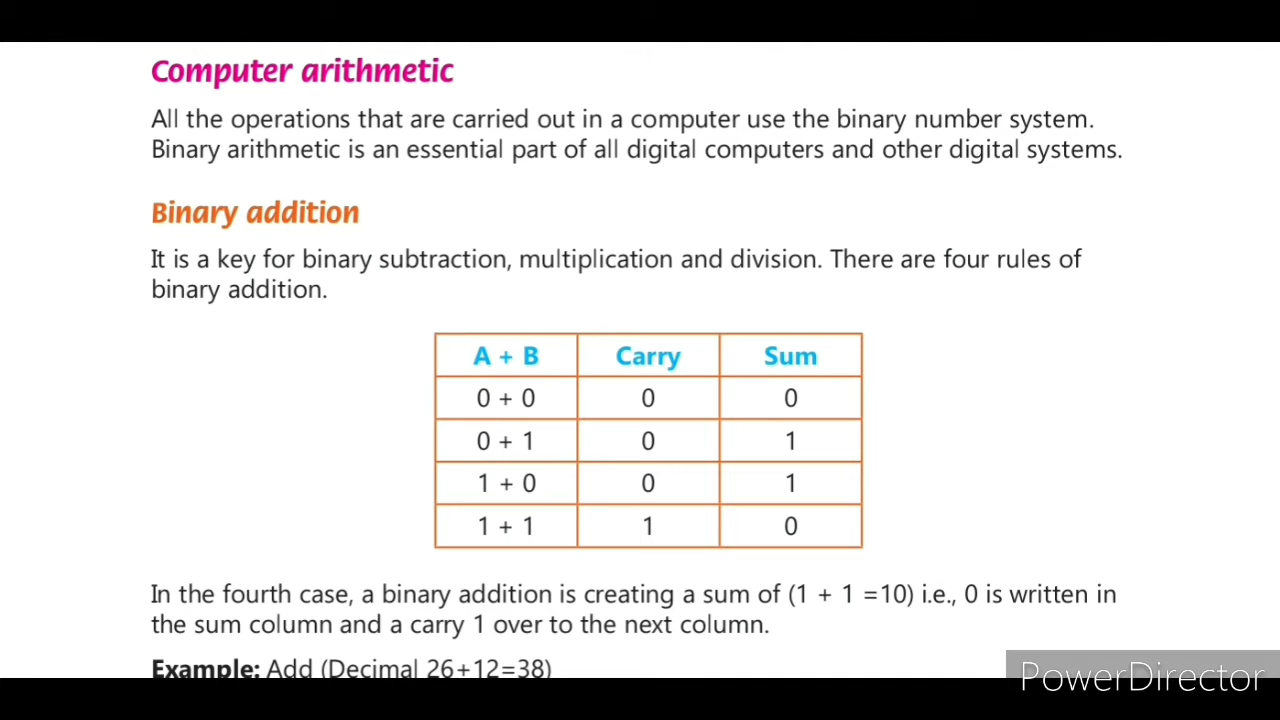 Computer arithmetic
All the operations that are carried out in a computer use the binary number system.
Binary arithmetic is an essential part of all digital computers and other digital systems.
Binary addition
It is a key for binary subtraction, multiplication and division. There are four rules of
binary addition.
A + B Carry Sum
0 + 0 0 0
0 + 1 0 1
1 + 0 0 1
1 + 1 1 0
In the fourth case, a binary addition is creating a sum of (1 + 1 =10) i.e., 0 is written in
the sum column and a carry 1 over to the next column.
Example: Add (Decimal 26+12=38)
PowerDirector